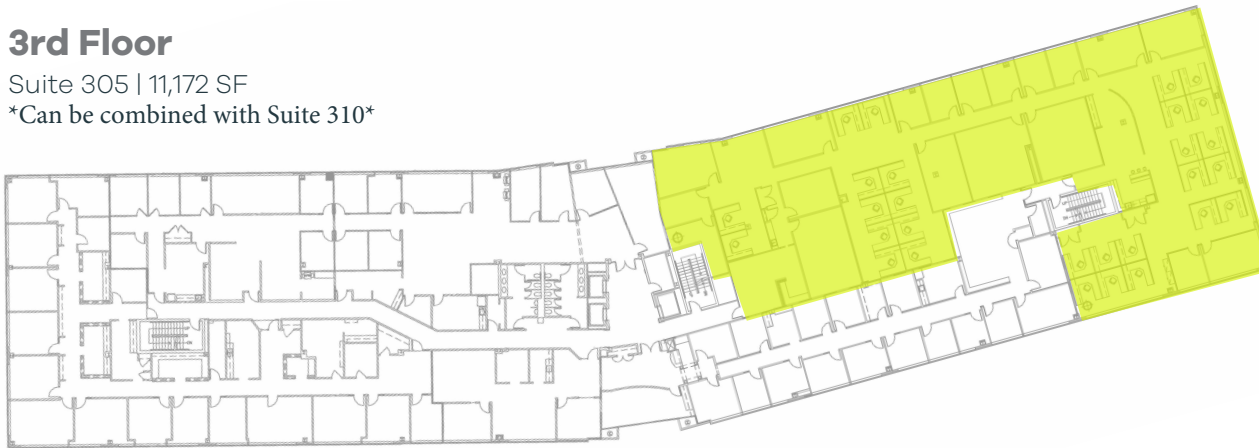 3rd Floor
Suite 305 | 11,172 SF
*Can be combined with Suite 310*